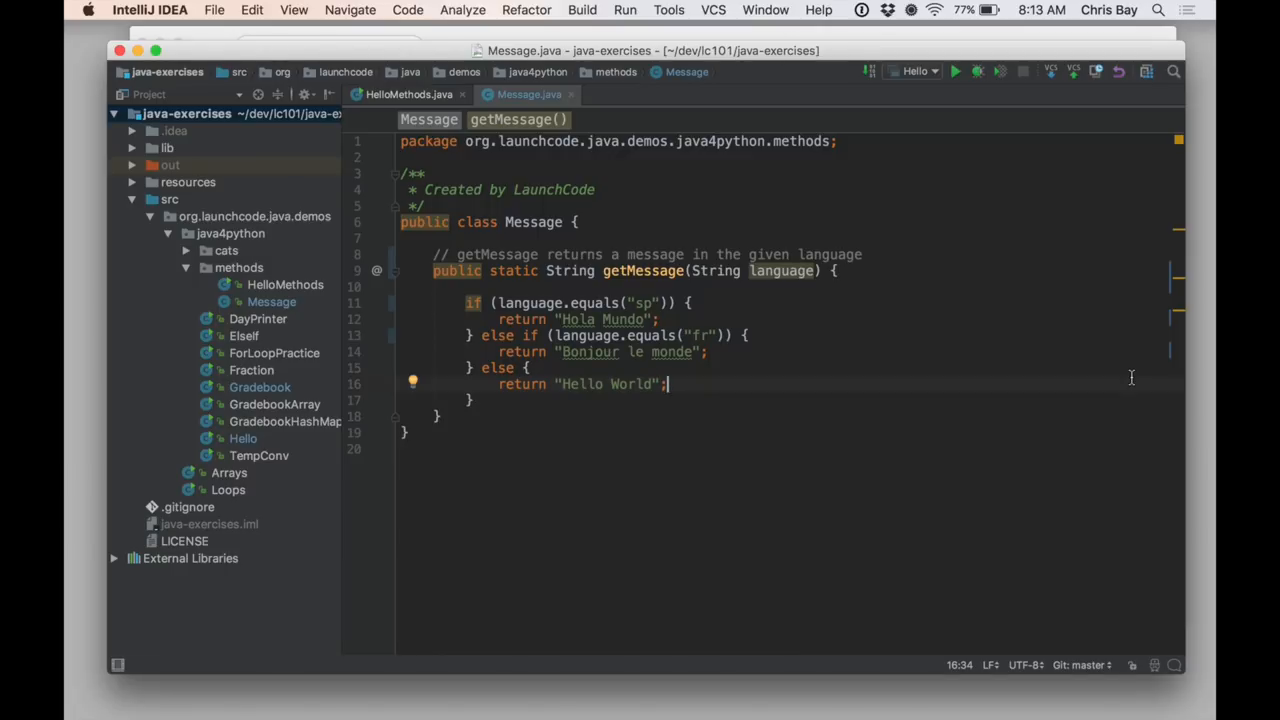 IntelliJ IDEA File Edit View Navigate Code Analyze Refactor Build Run Tools VCS Window Help 77% 8:13 AM Chris Bay
Message.java - java-exercises - [~/dev/lc101/java-exercises]
java-exercises src org launchcode java demos java4python methods Message Hello VCS VCS
Project HelloMethods.java Message.java
java-exercises ~/dev/lc101/java-ex
.idea
lib
out
resources
src
org.launchcode.java.demos
java4python
cats
methods
HelloMethods
Message
DayPrinter
ElseIf
ForLoopPractice
Fraction
Gradebook
GradebookArray
GradebookHashMap
Hello
TempConv
Arrays
Loops
.gitignore
java-exercises.iml
LICENSE
External Libraries
Message getMessage()
1 package org.launchcode.java.demos.java4python.methods;
2
3 /**
4 * Created by LaunchCode
5 */
6 public class Message {
7
8 // getMessage returns a message in the given language
9 @ public static String getMessage(String language) {
10
11 if (language.equals("sp")) {
12 return "Hola Mundo";
13 } else if (language.equals("fr")) {
14 return "Bonjour le monde";
15 } else {
16 return "Hello World";
17 }
18 }
19 }
20
16:34 LF UTF-8 Git: master